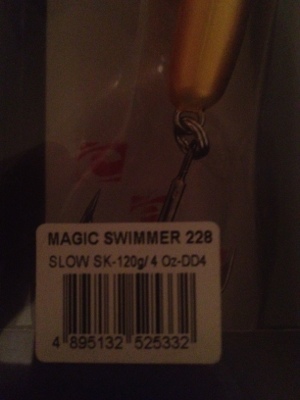 MAGIC SWIMMER 228
SLOW SK-120g/ 4 Oz-DD4
4 895132 525332